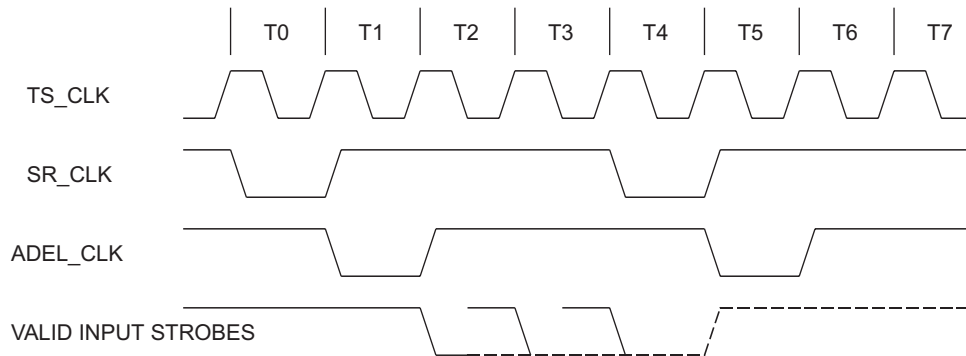 T0 T1 T2 T3 T4 T5 T6 T7
TS_CLK
SR_CLK
ADEL_CLK
VALID INPUT STROBES